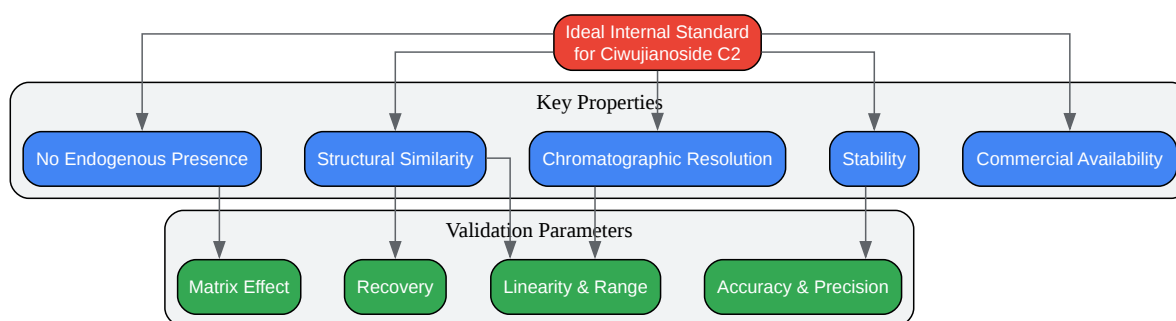 Ideal Internal Standard
for Ciwujianoside C2
Key Properties
No Endogenous Presence
Structural Similarity
Chromatographic Resolution
Stability
Commercial Availability
Validation Parameters
Matrix Effect
Recovery
Linearity & Range
Accuracy & Precision